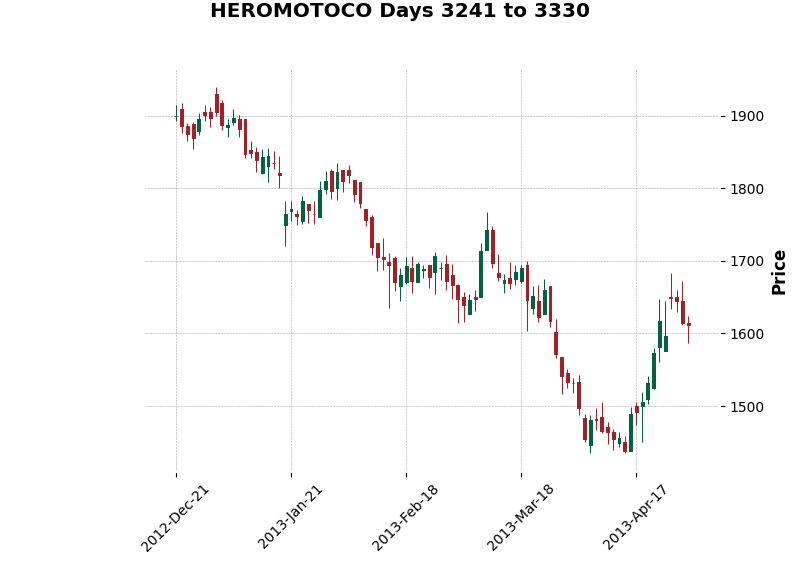 HEROMOTOCO Days 3241 to 3330
1900
1800
1700
1600
1500
Price
2012-Dec-21
2013-Jan-21
2013-Feb-18
2013-Mar-18
2013-Apr-17